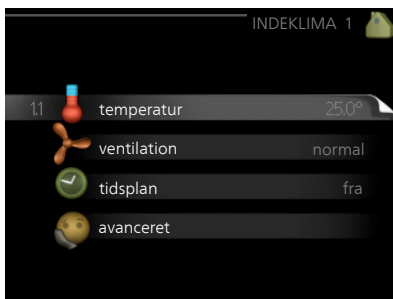 INDEKLIMA 1
1.1 temperatur 25.0°
ventilation normal
tidsplan fra
avanceret